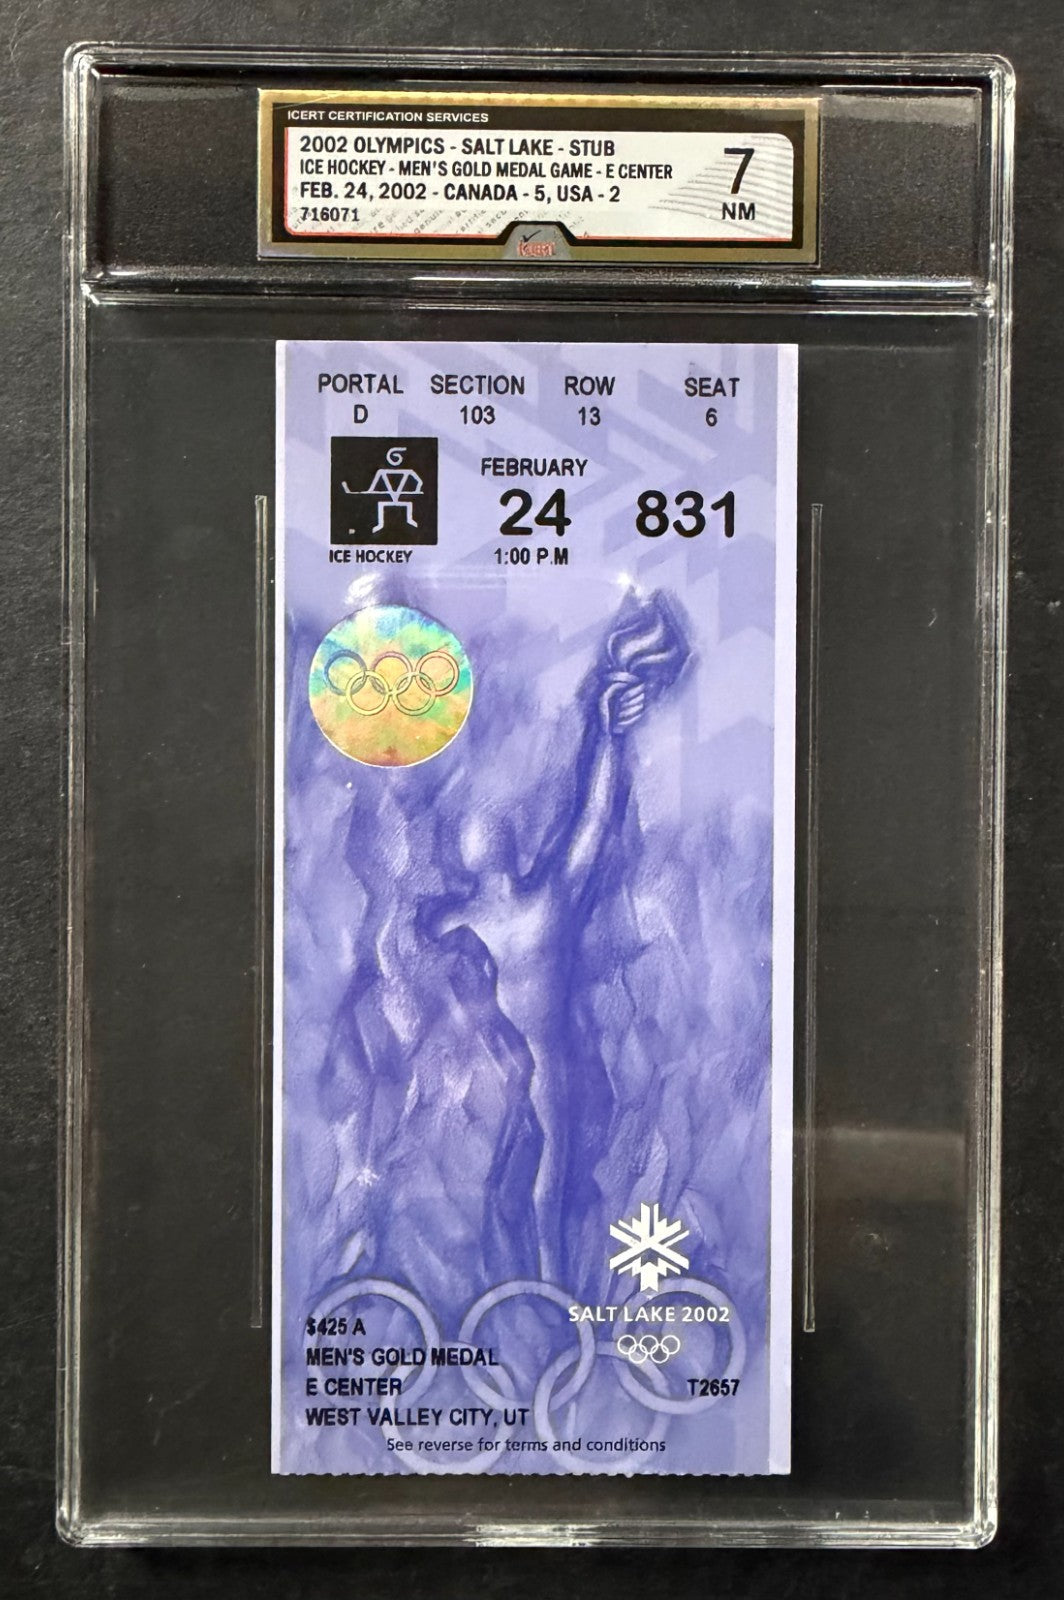 ICERT CERTIFICATION SERVICES
2002 OLYMPICS - SALT LAKE - STUB
ICE HOCKEY - MEN'S GOLD MEDAL GAME - E CENTER
FEB. 24, 2002 - CANADA - 5, USA - 2
716071
7
NM
PORTAL SECTION ROW SEAT
D 103 13 6
FEBRUARY
24 831
ICE HOCKEY 1:00 P.M
SALT LAKE 2002
$425 A
MEN'S GOLD MEDAL
E CENTER T2657
WEST VALLEY CITY, UT
See reverse for terms and conditions